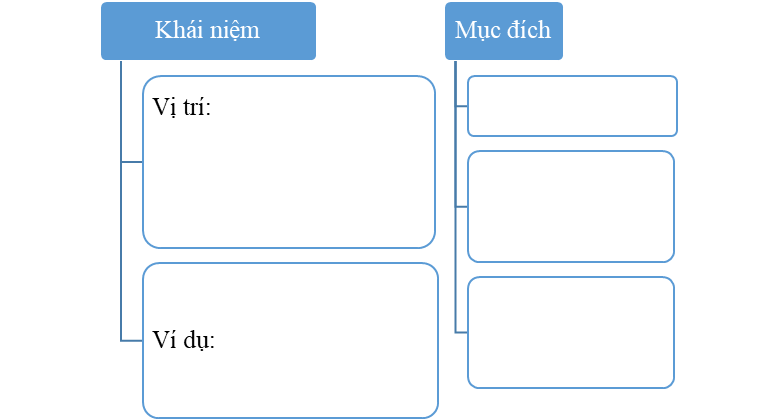 Khái niệm
Vị trí:
Ví dụ:
Mục đích